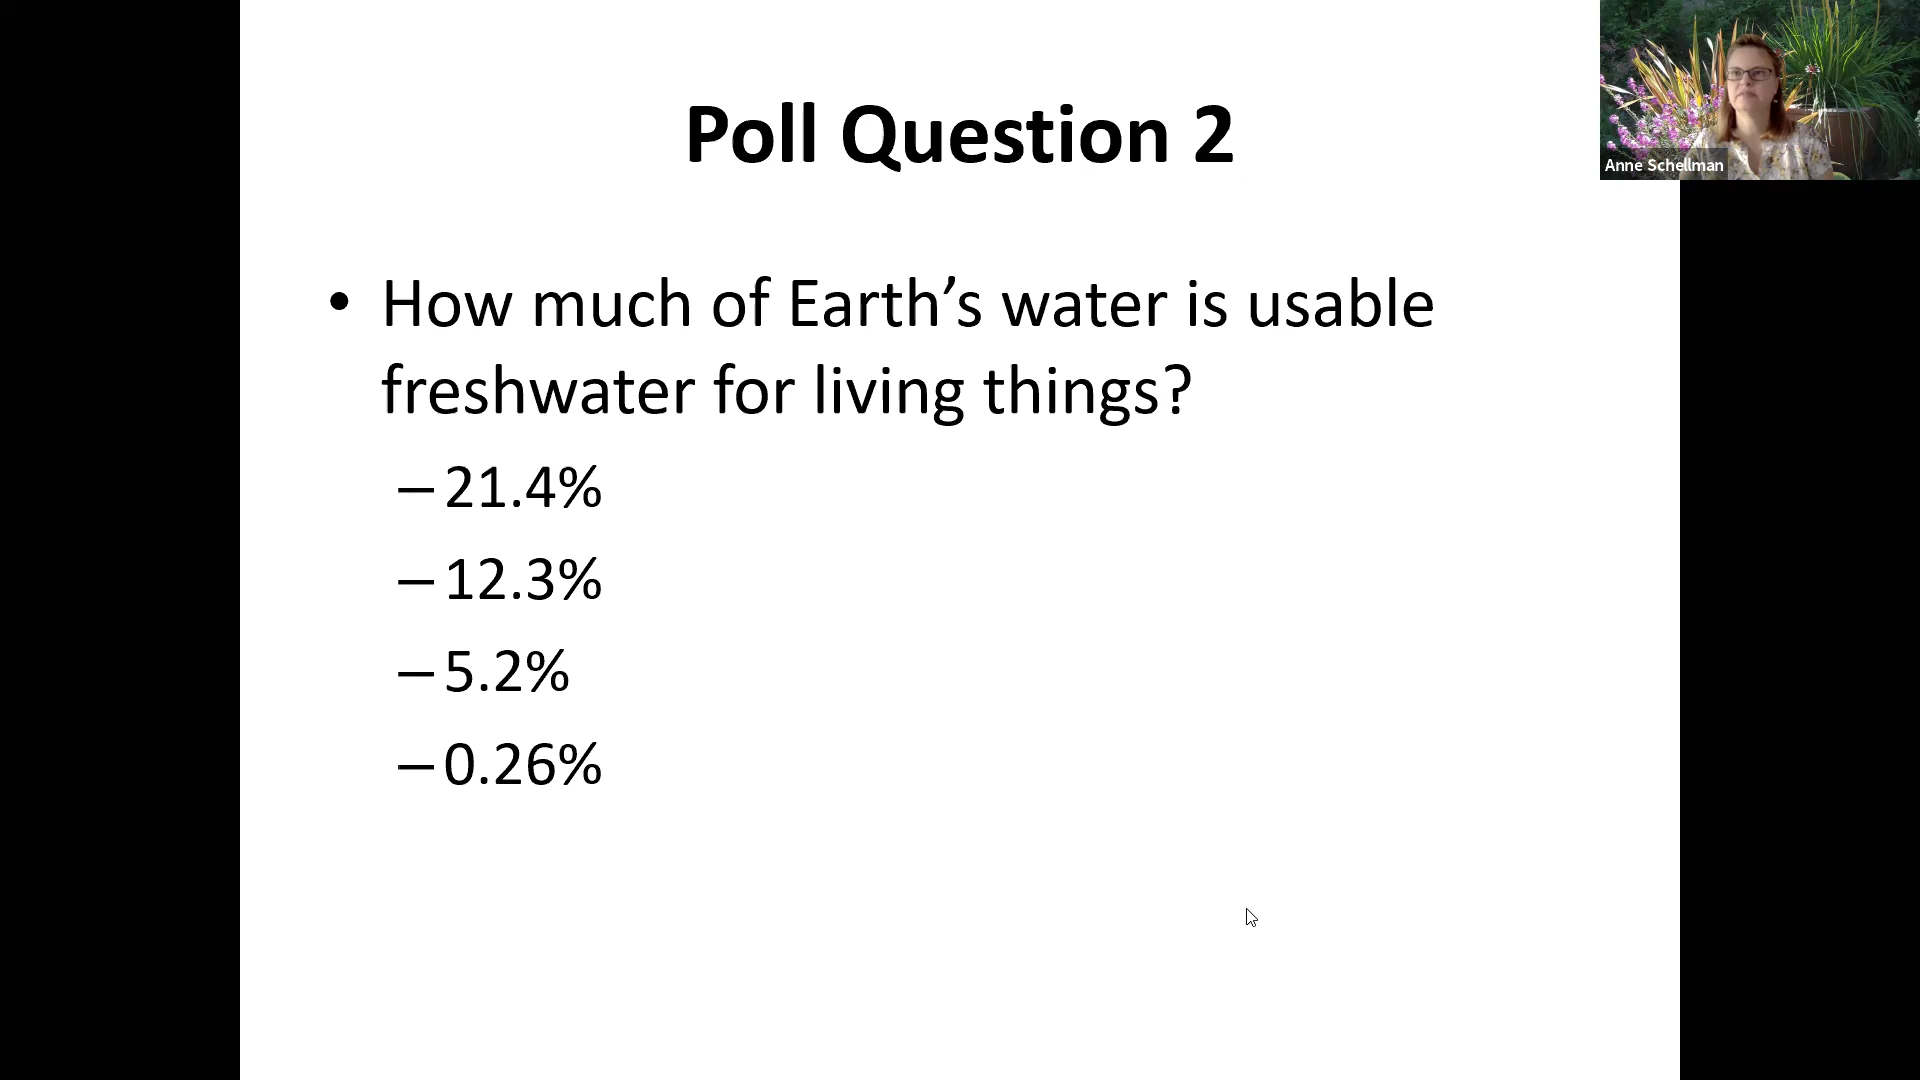 Poll Question 2
Anne Schellman
• How much of Earth’s water is usable
freshwater for living things?
– 21.4%
– 12.3%
– 5.2%
– 0.26%